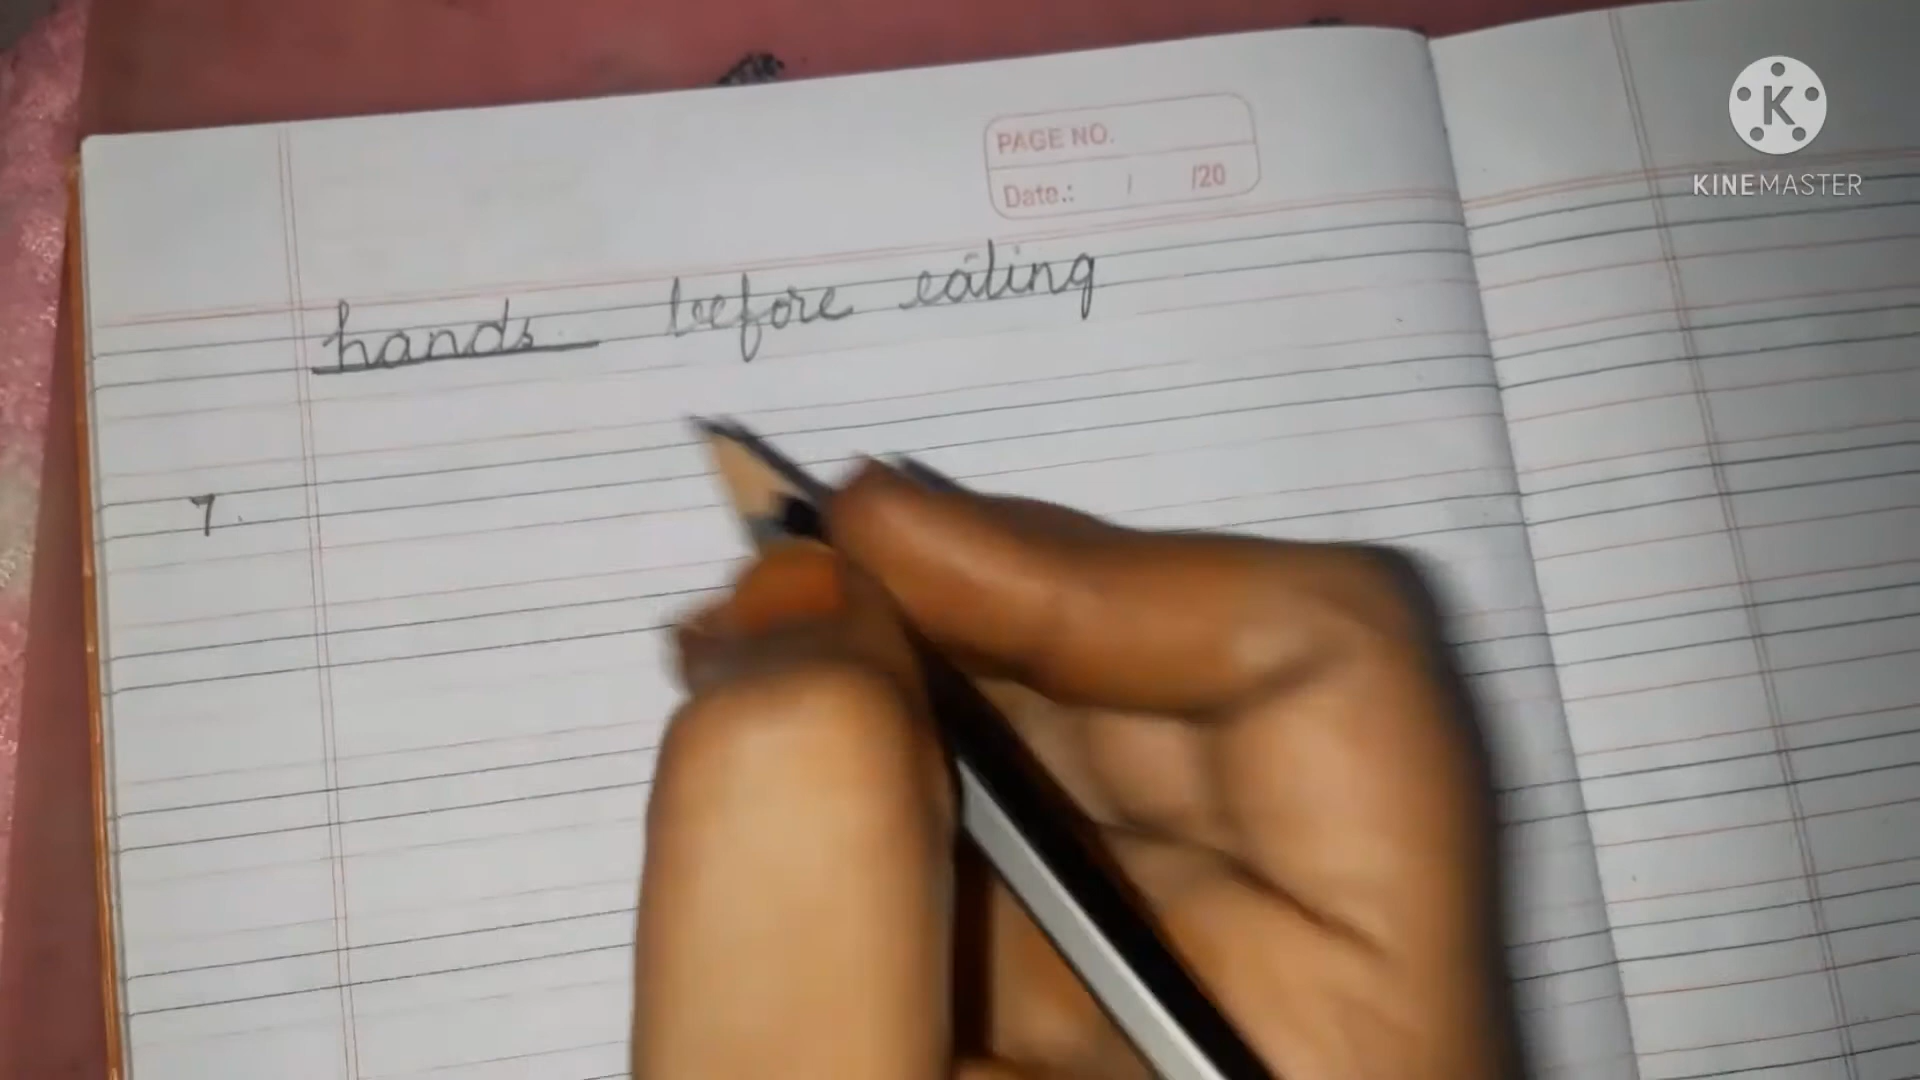 PAGE NO.
Date.: / /20
hands before eating
7.
K
KINEMASTER